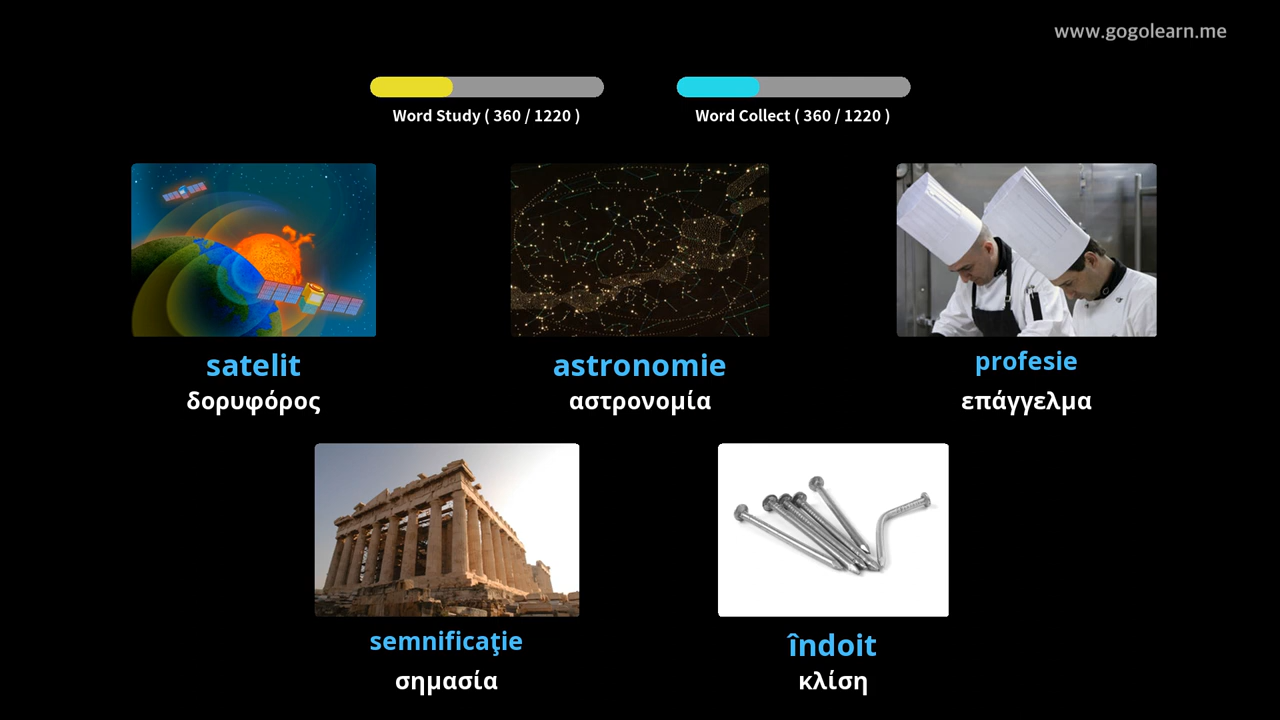 www.gogolearn.me
Word Study ( 360 / 1220 )
Word Collect ( 360 / 1220 )
satelit
δορυφόρος
astronomie
αστρονομία
profesie
επάγγελμα
semnificaţie
σημασία
îndoit
κλίση